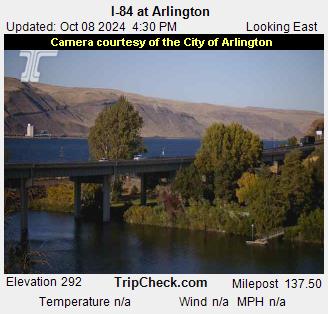 I-84 at Arlington
Updated: Oct 08 2024 4:30 PM Looking East
Camera courtesy of the City of Arlington
Elevation 292 TripCheck.com Milepost 137.50
Temperature n/a Wind n/a MPH n/a